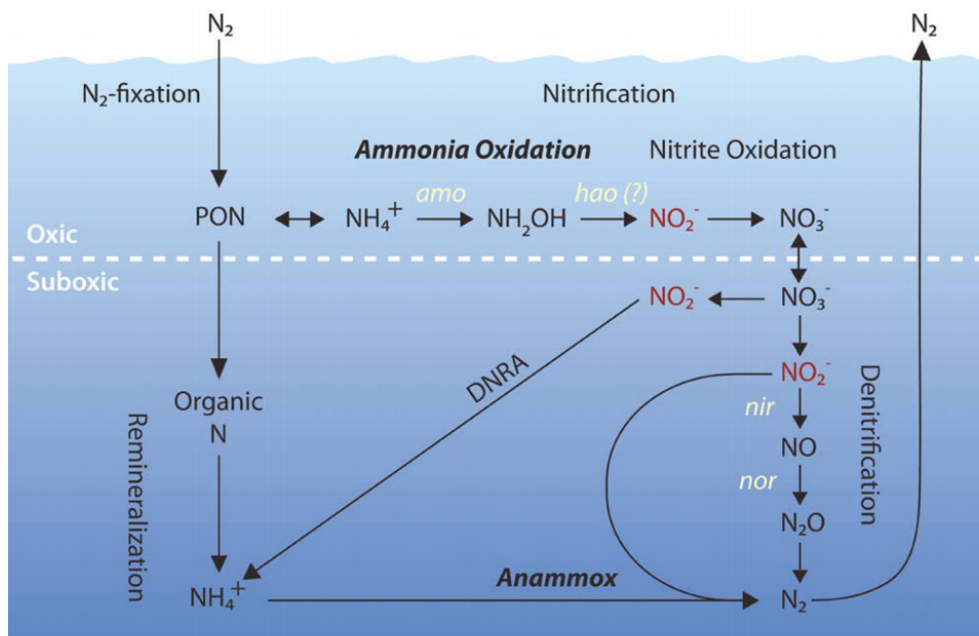 N₂
N₂
N₂-fixation
Nitrification
Ammonia Oxidation
Nitrite Oxidation
amo
hao (?)
PON
NH₄⁺
NH₂OH
NO₂⁻
NO₃⁻
Oxic
Suboxic
NO₂⁻
NO₃⁻
DNRA
NO₂⁻
Organic
N
nir
NO
Denitrification
Remineralization
nor
N₂O
Anammox
NH₄⁺
N₂